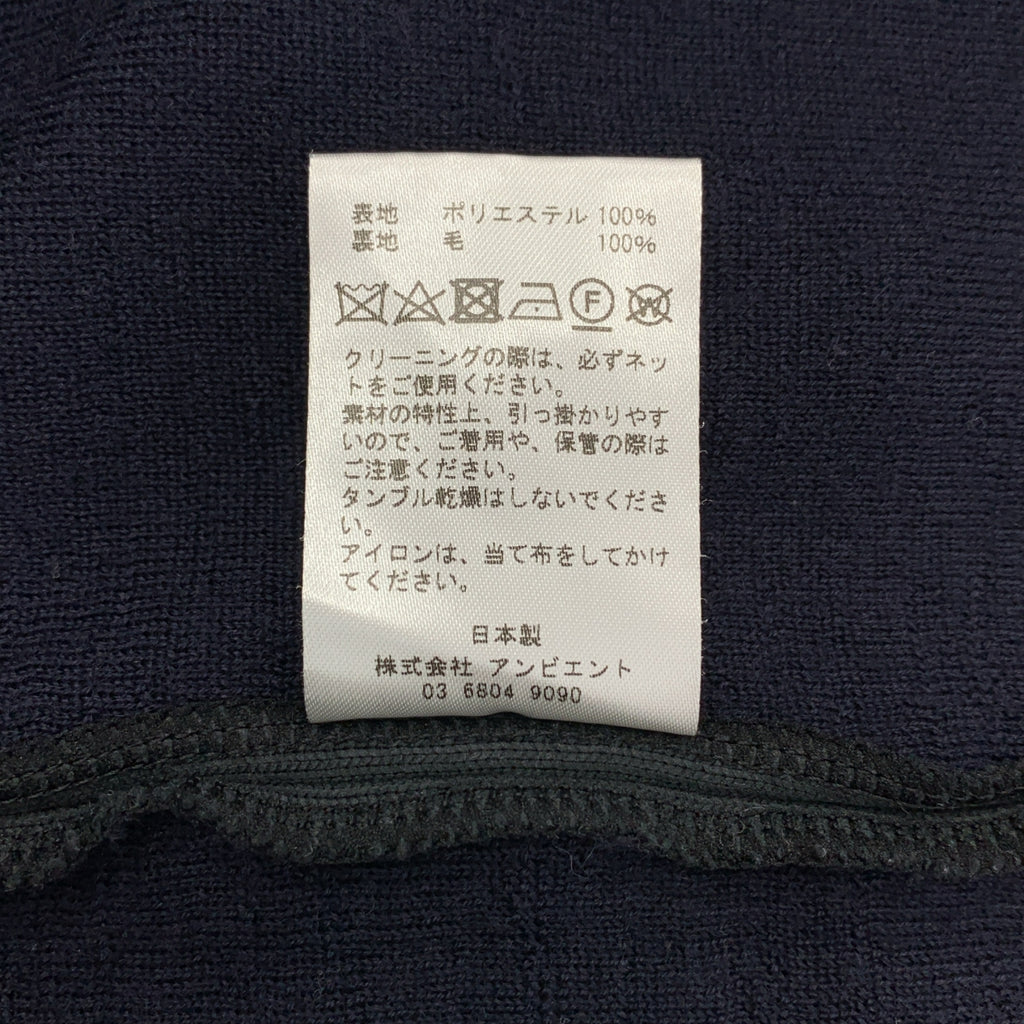 表地 ポリエステル 100%
裏地 毛 100%
F W
クリーニングの際は、必ずネッ
トをご使用ください。
素材の特性上、引っ掛かりやす
いので、ご着用や、保管の際は
ご注意ください。
タンブル乾燥はしないでくださ
い。
アイロンは、当て布をしてかけ
てください。
日本製
株式会社 アンビエント
03 6804 9090